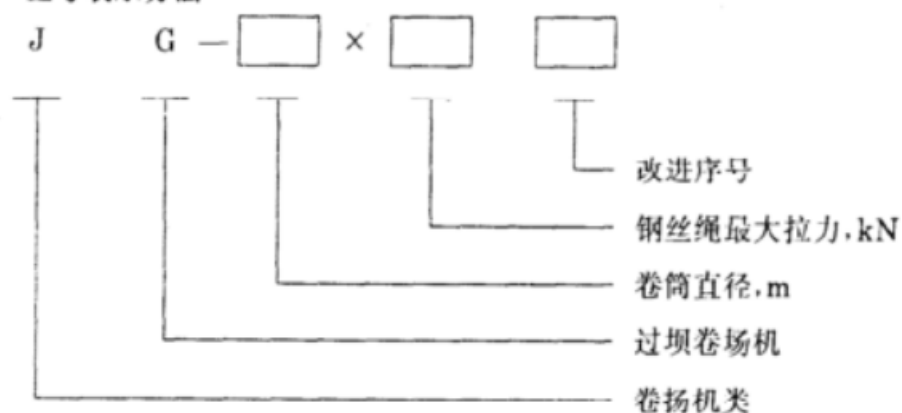 J G — □ × □ □
改进序号
钢丝绳最大拉力,kN
卷筒直径,m
过坝卷场机
卷扬机类